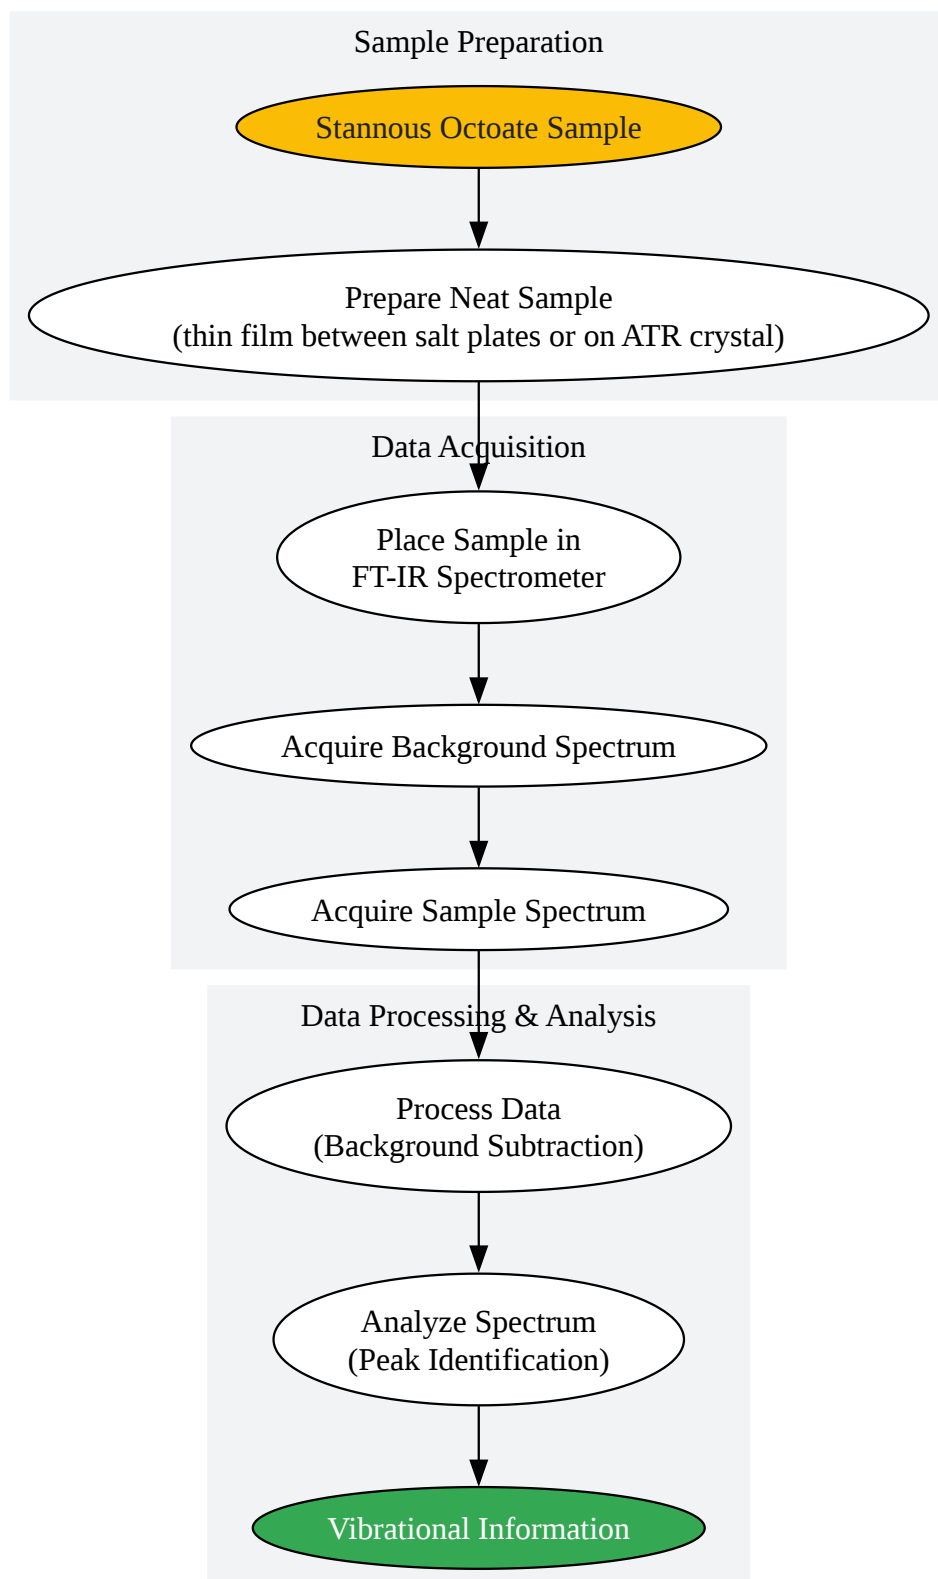 Sample Preparation
Stannous Octoate Sample
Prepare Neat Sample
(thin film between salt plates or on ATR crystal)
Data Acquisition
Place Sample in
FT-IR Spectrometer
Acquire Background Spectrum
Acquire Sample Spectrum
Data Processing & Analysis
Process Data
(Background Subtraction)
Analyze Spectrum
(Peak Identification)
Vibrational Information